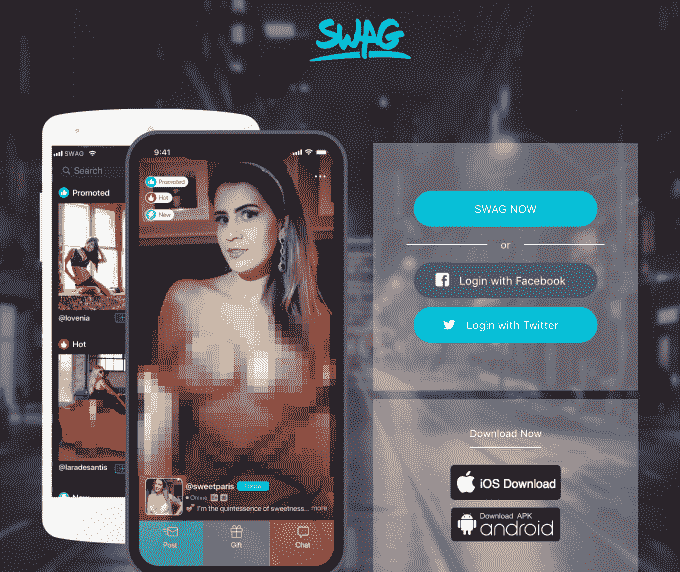 SWAG
SWAG
Search
Promoted
@lovenia
Hot
@laradesantis
9:41
Promoted
Hot
New
@sweetparis
I'm the quintessence of sweetness... more
Post
Gift
Chat
SWAG NOW
or
Login with Facebook
Login with Twitter
Download Now
iOS Download
Download APK
android